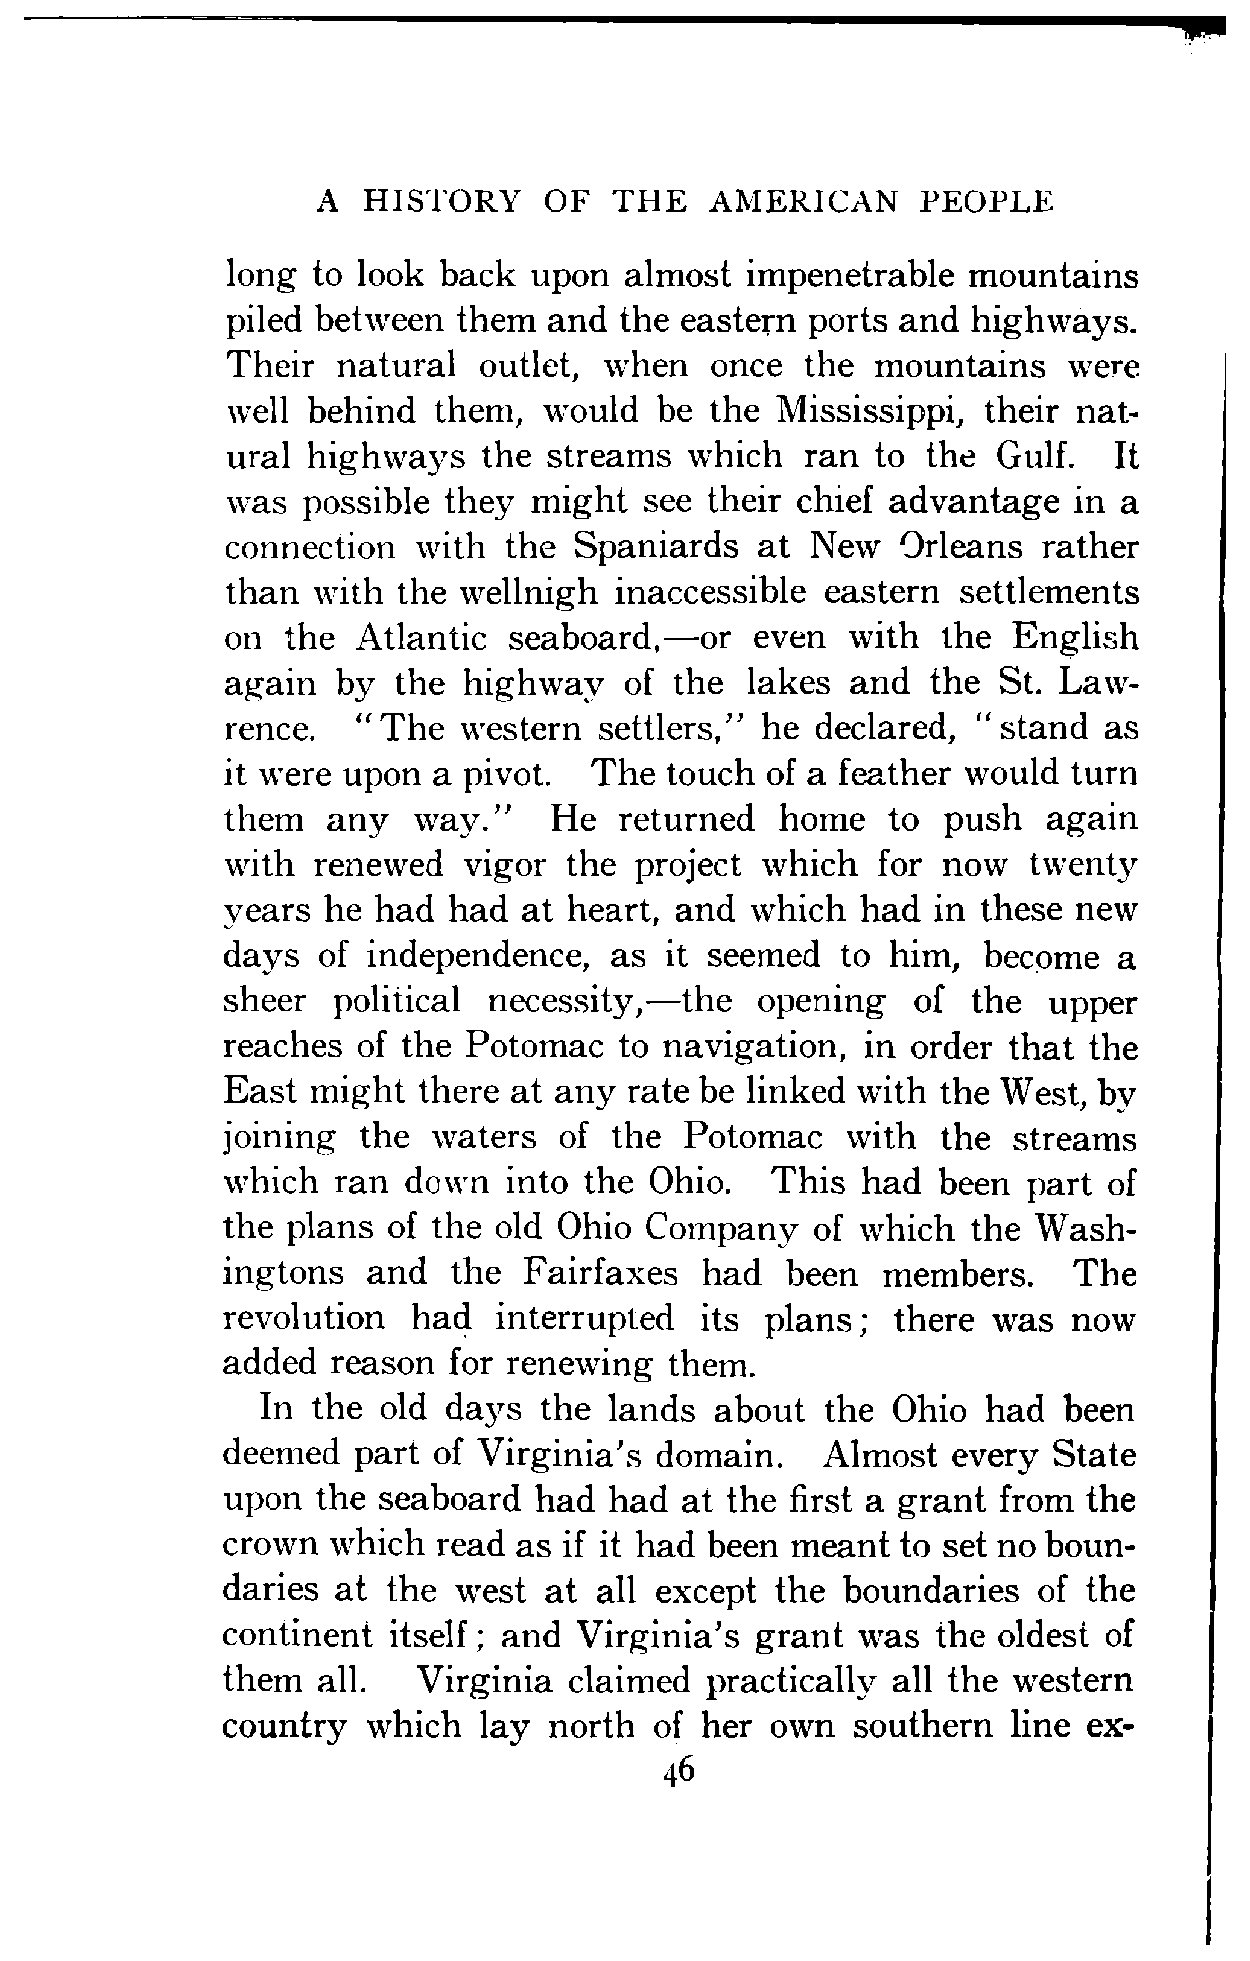 A HISTORY OF THE AMERICAN PEOPLE
long to look back upon almost impenetrable mountains
piled between them and the eastern ports and highways.
Their natural outlet, when once the mountains were
well behind them, would be the Mississippi, their nat-
ural highways the streams which ran to the Gulf. It
was possible they might see their chief advantage in a
connection with the Spaniards at New Orleans rather
than with the wellnigh inaccessible eastern settlements
on the Atlantic seaboard,—or even with the English
again by the highway of the lakes and the St. Law-
rence. "The western settlers," he declared, "stand as
it were upon a pivot. The touch of a feather would turn
them any way." He returned home to push again
with renewed vigor the project which for now twenty
years he had had at heart, and which had in these new
days of independence, as it seemed to him, become a
sheer political necessity,—the opening of the upper
reaches of the Potomac to navigation, in order that the
East might there at any rate be linked with the West, by
joining the waters of the Potomac with the streams
which ran down into the Ohio. This had been part of
the plans of the old Ohio Company of which the Wash-
ingtons and the Fairfaxes had been members. The
revolution had interrupted its plans; there was now
added reason for renewing them.
In the old days the lands about the Ohio had been
deemed part of Virginia's domain. Almost every State
upon the seaboard had had at the first a grant from the
crown which read as if it had been meant to set no boun-
daries at the west at all except the boundaries of the
continent itself; and Virginia's grant was the oldest of
them all. Virginia claimed practically all the western
country which lay north of her own southern line ex-
46